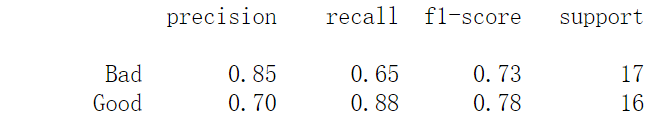 precision recall f1-score support
Bad 0.85 0.65 0.73 17
Good 0.70 0.88 0.78 16